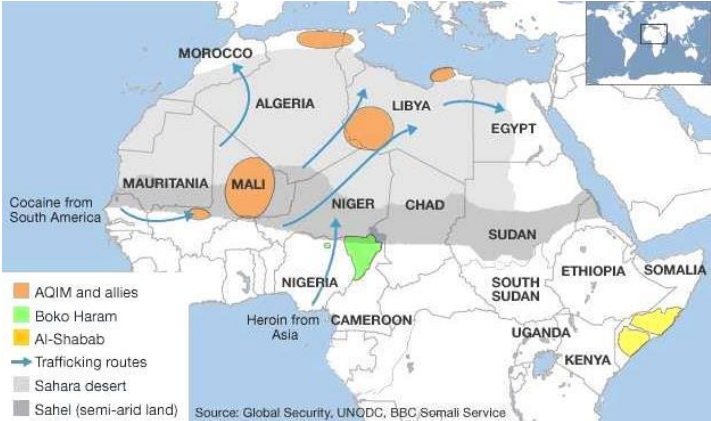 MOROCCO
ALGERIA
LIBYA
EGYPT
MAURITANIA
MALI
NIGER
CHAD
SUDAN
Cocaine from
South America
NIGERIA
SOUTH
SUDAN
ETHIOPIA
SOMALIA
Heroin from
Asia
CAMEROON
UGANDA
KENYA
AQIM and allies
Boko Haram
Al-Shabab
Trafficking routes
Sahara desert
Sahel (semi-arid land)
Source: Global Security, UNODC, BBC Somali Service